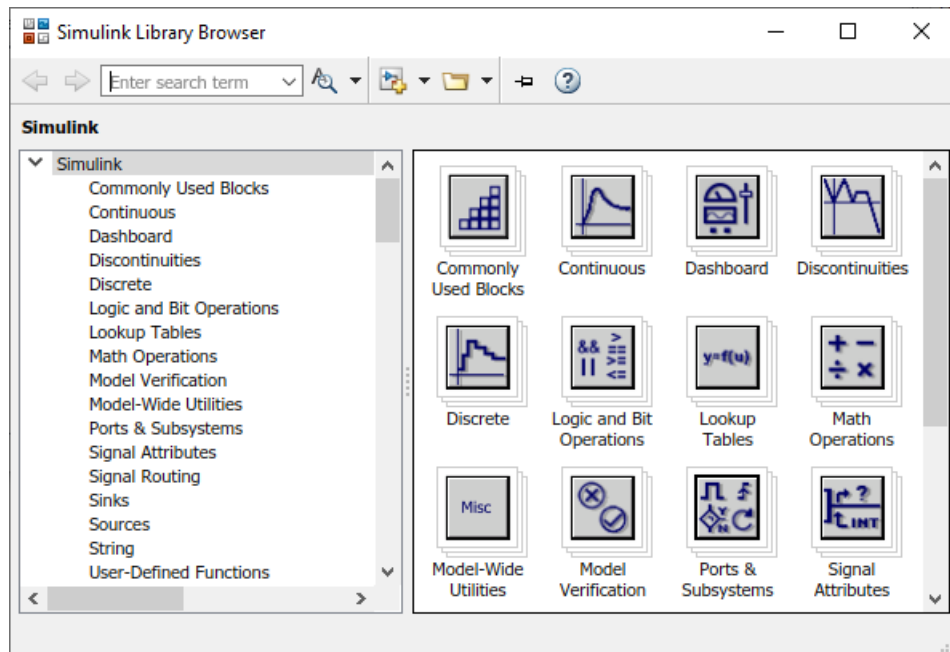 Simulink Library Browser
Enter search term
Simulink
Simulink
Commonly Used Blocks
Continuous
Dashboard
Discontinuities
Discrete
Logic and Bit Operations
Lookup Tables
Math Operations
Model Verification
Model-Wide Utilities
Ports & Subsystems
Signal Attributes
Signal Routing
Sinks
Sources
String
User-Defined Functions
Commonly
Used Blocks
Continuous
Dashboard
Discontinuities
&& > == >= <= ||
Discrete
Logic and Bit
Operations
y=f(u)
Lookup
Tables
+ − ÷ ×
Math
Operations
Misc
Model-Wide
Utilities
Model
Verification
Y
N
Ports &
Subsystems
?
INT
Signal
Attributes